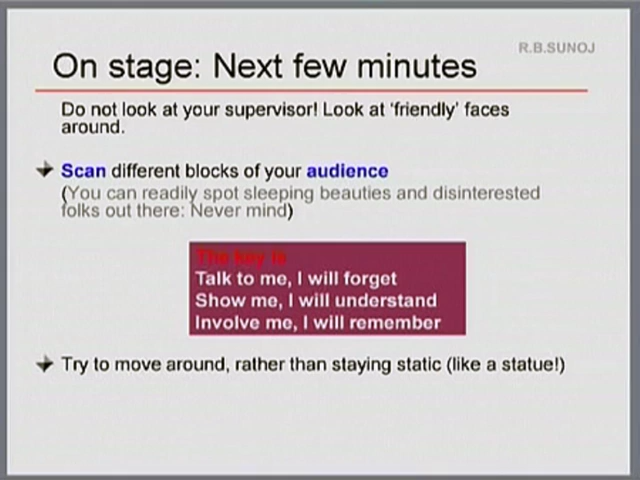 R.B.SUNOJ
On stage: Next few minutes
Do not look at your supervisor! Look at 'friendly' faces
around.
Scan different blocks of your audience
(You can readily spot sleeping beauties and disinterested
folks out there: Never mind)
The key is
Talk to me, I will forget
Show me, I will understand
Involve me, I will remember
Try to move around, rather than staying static (like a statue!)